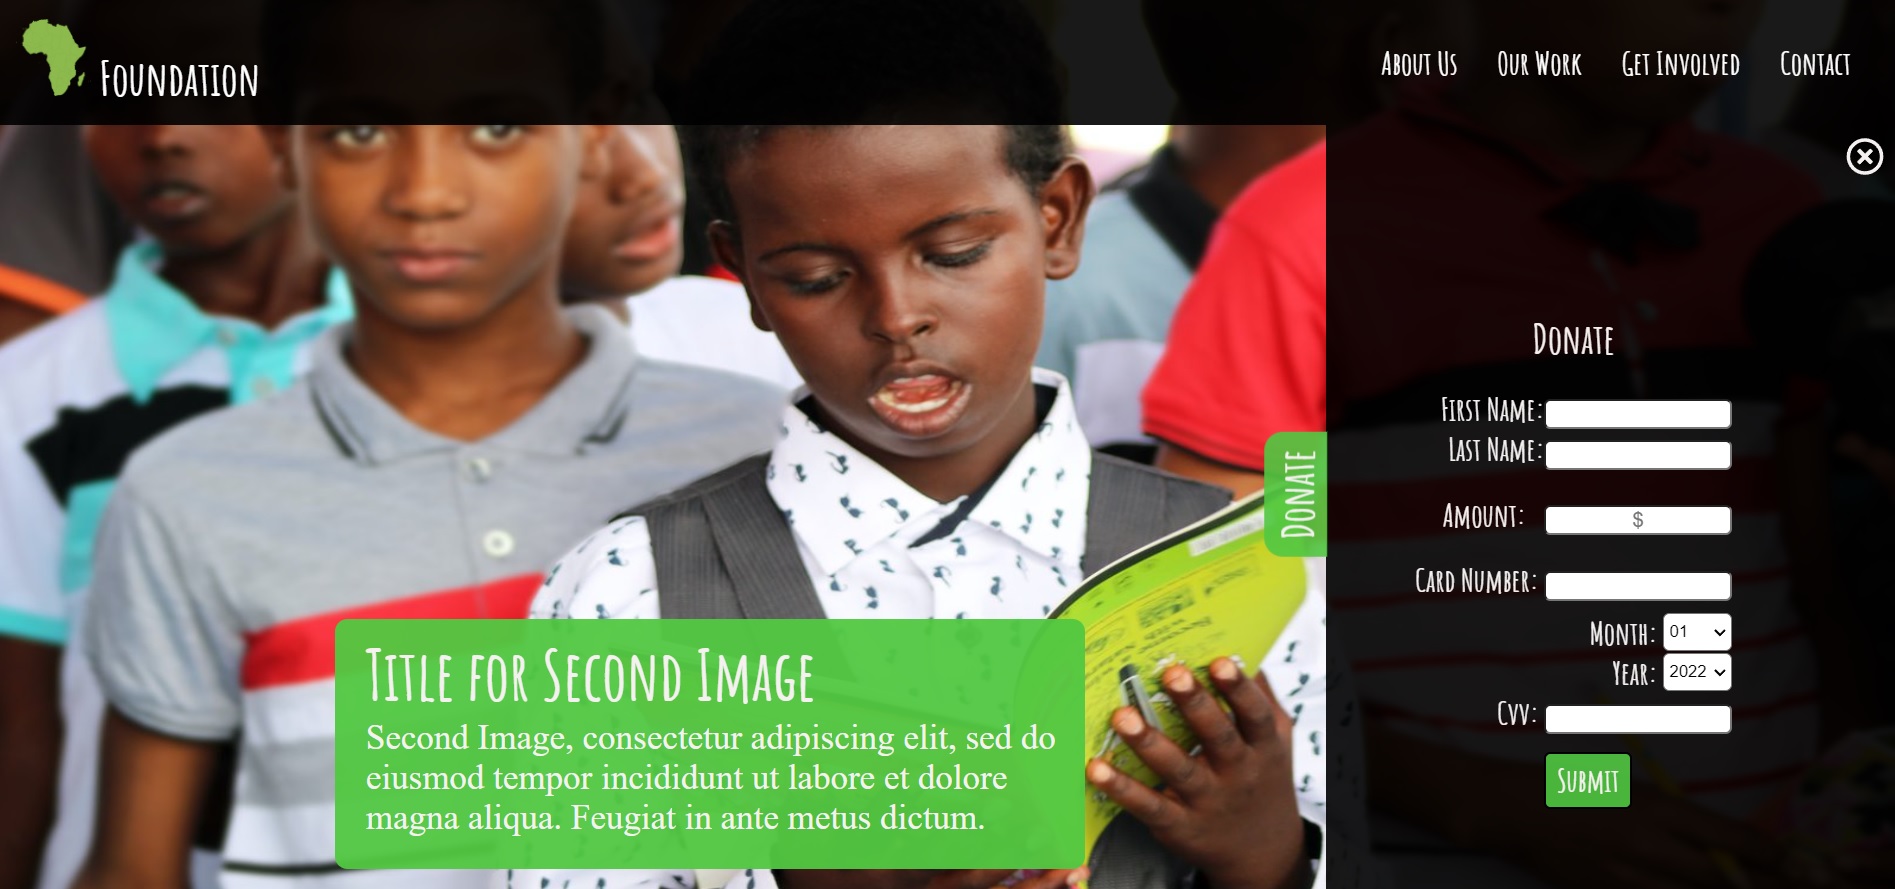 Foundation
About Us
Our Work
Get Involved
Contact
Donate
Title for Second Image
Second Image, consectetur adipiscing elit, sed do
eiusmod tempor incididunt ut labore et dolore
magna aliqua. Feugiat in ante metus dictum.
Donate
First Name:
Last Name:
Amount: $
Card Number:
Month: 01
Year: 2022
Cvv:
Submit